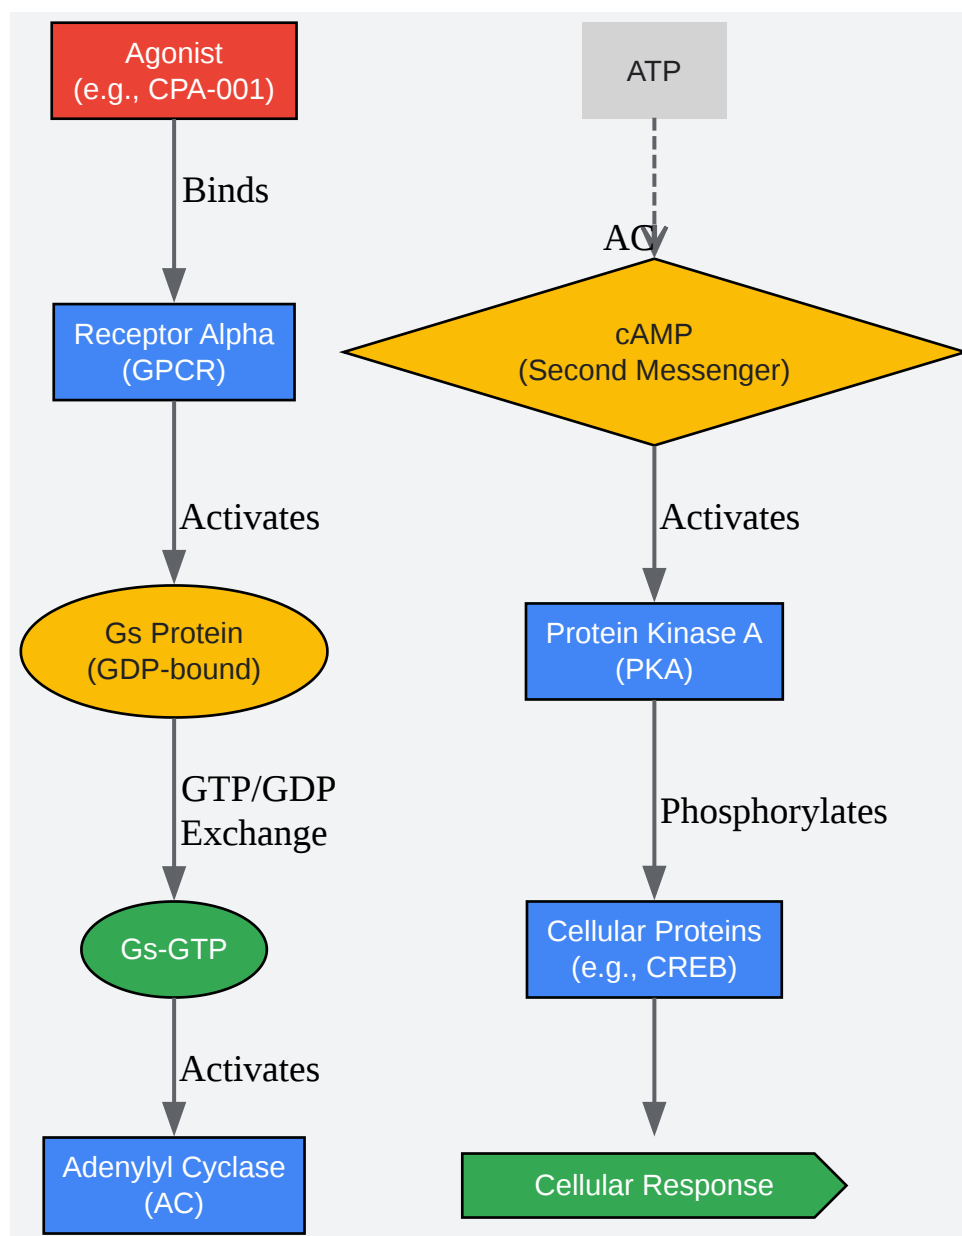 Agonist
(e.g., CPA-001)
Binds
Receptor Alpha
(GPCR)
Activates
Gs Protein
(GDP-bound)
GTP/GDP
Exchange
Gs-GTP
Activates
Adenylyl Cyclase
(AC)
ATP
AC
cAMP
(Second Messenger)
Activates
Protein Kinase A
(PKA)
Phosphorylates
Cellular Proteins
(e.g., CREB)
Cellular Response